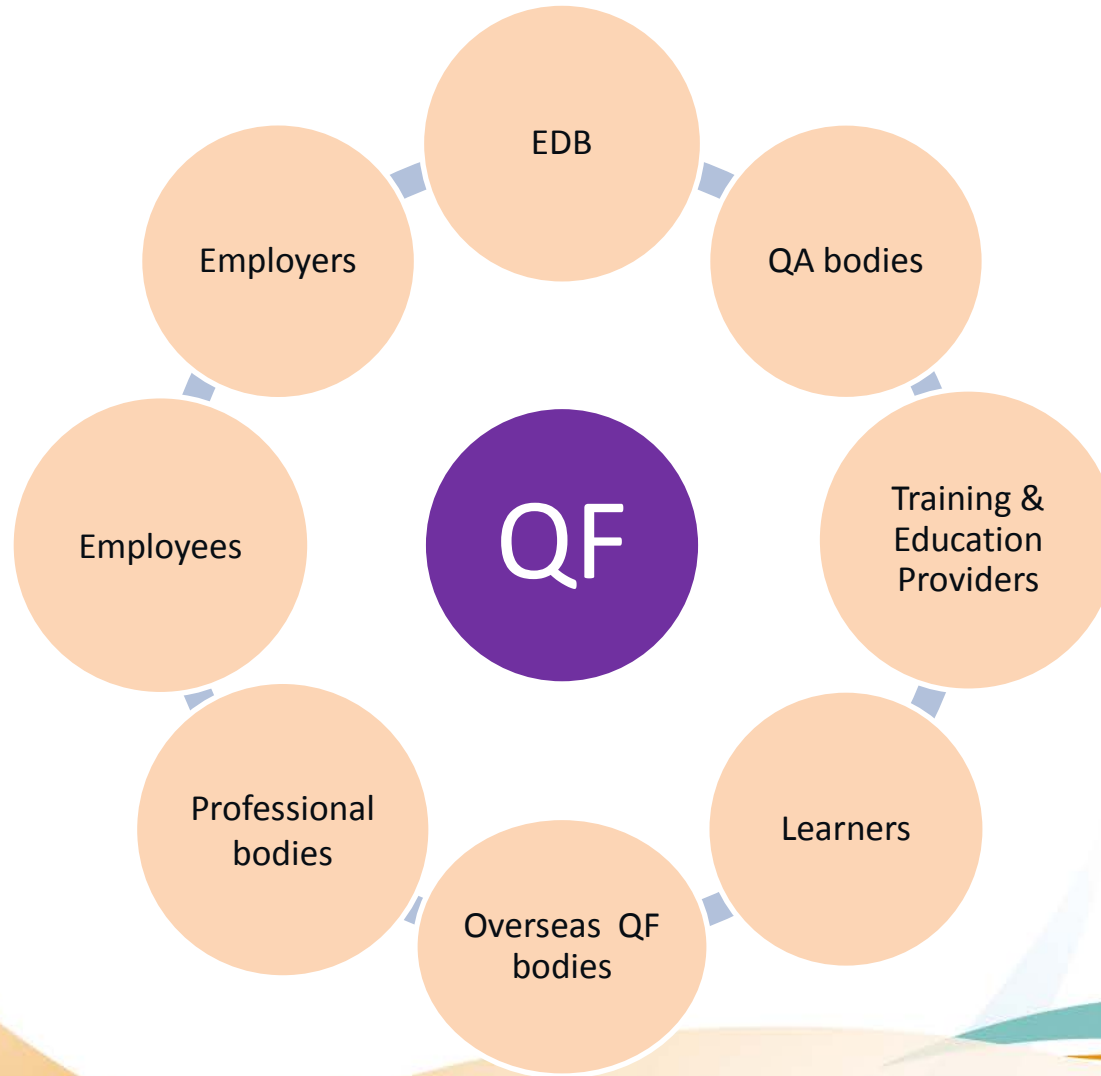 EDB
Employers
QA bodies
Training &
Education
Providers
Employees
QF
Professional
bodies
Learners
Overseas  QF
bodies